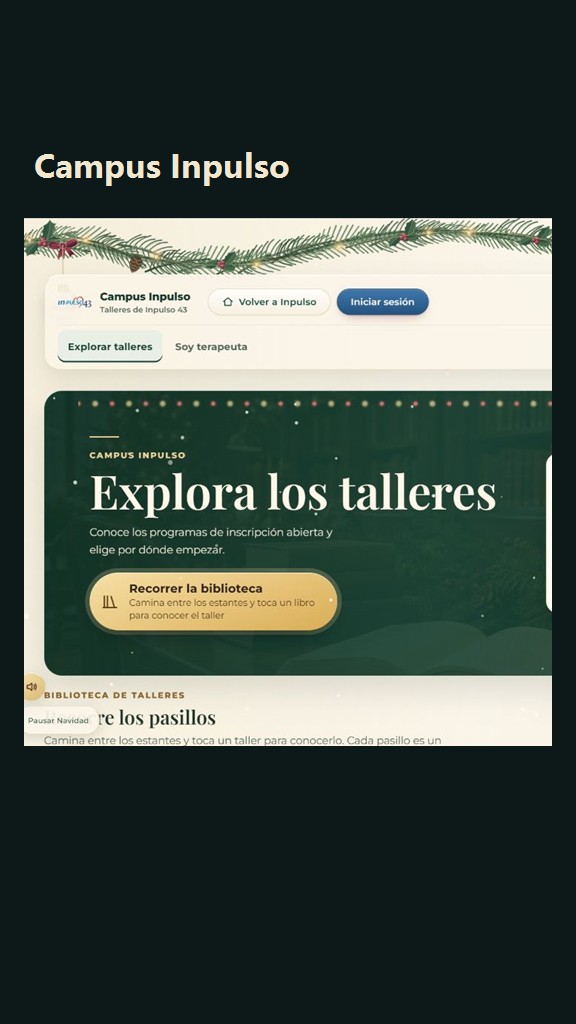 Campus Inpulso
inpulso43
Campus Inpulso
Talleres de Inpulso 43
Volver a Inpulso
Iniciar sesión
Explorar talleres
Soy terapeuta
CAMPUS INPULSO
Explora los talleres
Conoce los programas de inscripción abierta y
elige por dónde empezar.
Recorrer la biblioteca
Camina entre los estantes y toca un libro
para conocer el taller
BIBLIOTECA DE TALLERES
Pausar Navidad
re los pasillos
Camina entre los estantes y toca un taller para conocerlo. Cada pasillo es un